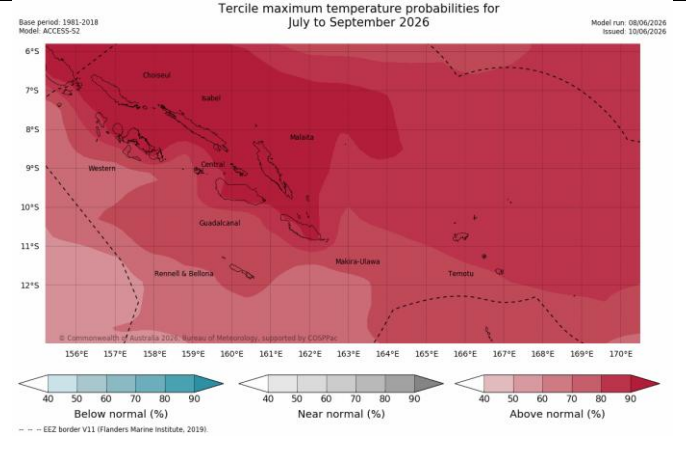 Tercile maximum temperature probabilities for
July to September 2026
Base period: 1981-2018
Model: ACCESS-S2
Model run: 08/06/2026
Issued: 10/06/2026
6°S
7°S
8°S
9°S
10°S
11°S
12°S
Choiseul
Isabel
Malaita
Western
Central
Guadalcanal
Makira-Ulawa
Rennell & Bellona
Temotu
© Commonwealth of Australia 2026, Bureau of Meteorology, supported by COSPPac
156°E 157°E 158°E 159°E 160°E 161°E 162°E 163°E 164°E 165°E 166°E 167°E 168°E 169°E 170°E
40 50 60 70 80 90
Below normal (%)
40 50 60 70 80 90
Near normal (%)
40 50 60 70 80 90
Above normal (%)
-- -- EEZ border V11 (Flanders Marine Institute, 2019).